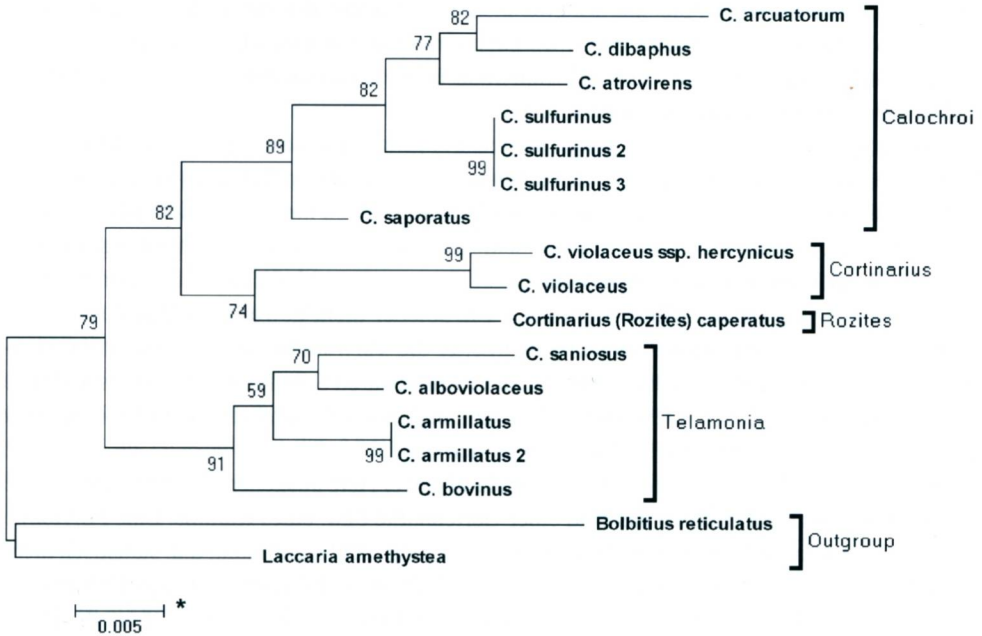 82
C. arcuatorum
77
C. dibaphus
C. atrovirens
82
C. sulfurinus
Calochroi
89
C. sulfurinus 2
99
C. sulfurinus 3
82
C. saporatus
99
C. violaceus ssp. hercynicus
Cortinarius
C. violaceus
74
79
Cortinarius (Rozites) caperatus
Rozites
70
C. saniosus
59
C. alboviolaceus
C. armillatus
Telamonia
99
C. armillatus 2
91
C. bovinus
Bolbitius reticulatus
Outgroup
Laccaria amethystea
*
0.005